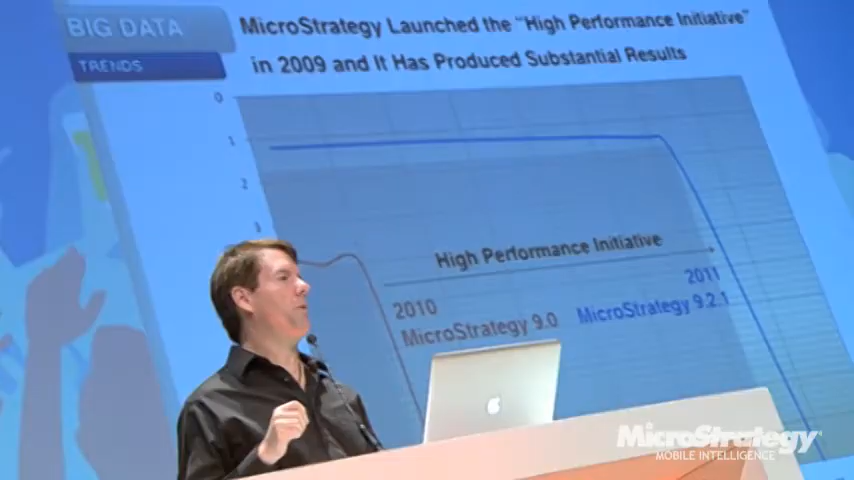 BIG DATA
TRENDS
MicroStrategy Launched the "High Performance Initiative"
in 2009 and It Has Produced Substantial Results
0
1
2
3
High Performance Initiative
2010
MicroStrategy 9.0
2011
MicroStrategy 9.2.1
MicroStrategy
MOBILE INTELLIGENCE